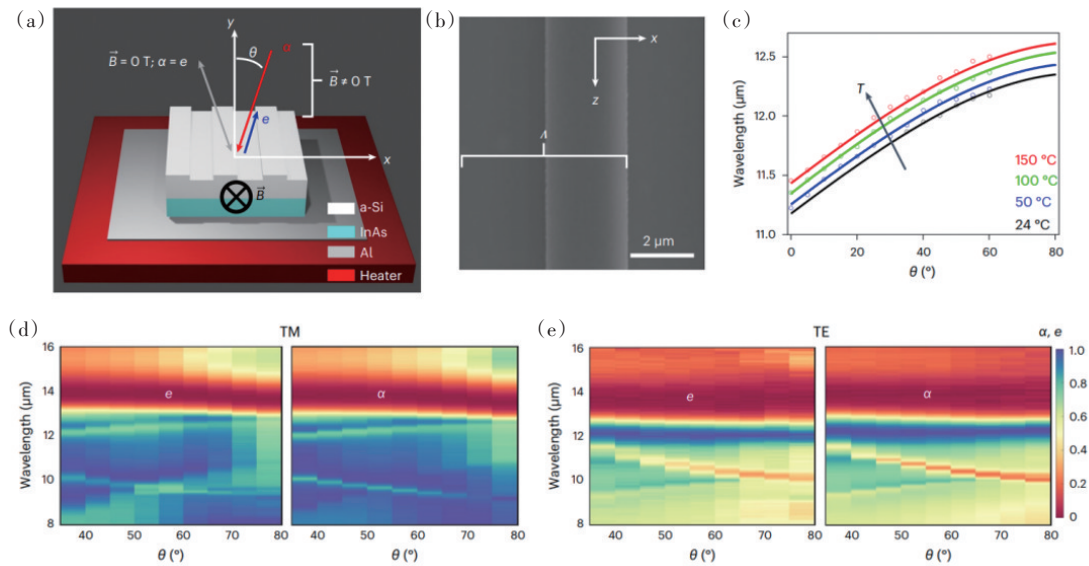 (a)
y
θ
α
B⃗ = 0 T; α = e
B⃗ ≠ 0 T
e
x
B⃗
a-Si
InAs
Al
Heater
(b)
x
z
Λ
2 μm
(c)
Wavelength (μm)
12.5
12.0
11.5
11.0
T
150 °C
100 °C
50 °C
24 °C
0 20 40 60 80
θ (°)
(d)
TM
Wavelength (μm)
16
14
12
10
8
e
α
40 50 60 70 80
40 50 60 70 80
θ (°)
θ (°)
(e)
TE
α, e
Wavelength (μm)
16
14
12
10
8
e
α
40 50 60 70 80
40 50 60 70 80
θ (°)
θ (°)
1.0
0.8
0.6
0.4
0.2
0